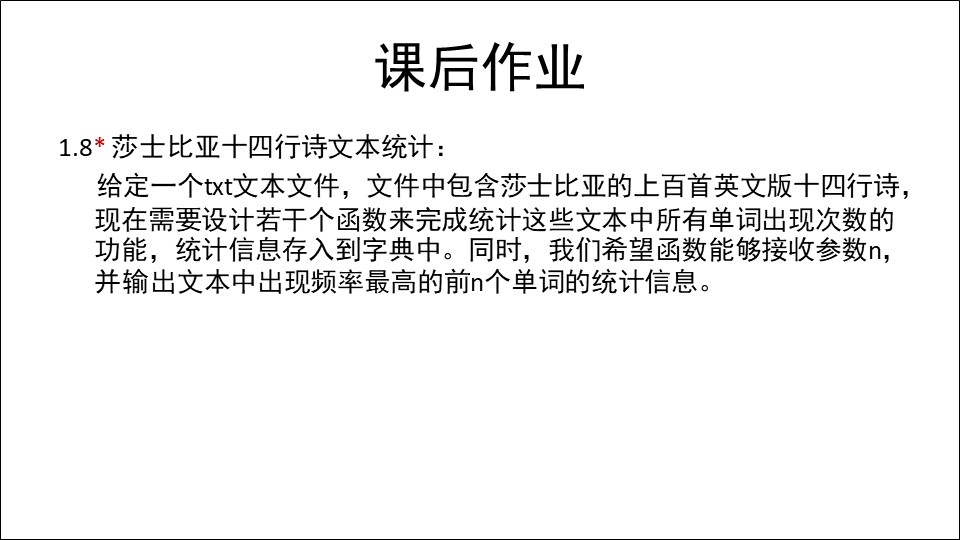 课后作业
1.8* 莎士比亚十四行诗文本统计：
给定一个txt文本文件，文件中包含莎士比亚的上百首英文版十四行诗，
现在需要设计若干个函数来完成统计这些文本中所有单词出现次数的
功能，统计信息存入到字典中。同时，我们希望函数能够接收参数n，
并输出文本中出现频率最高的前n个单词的统计信息。